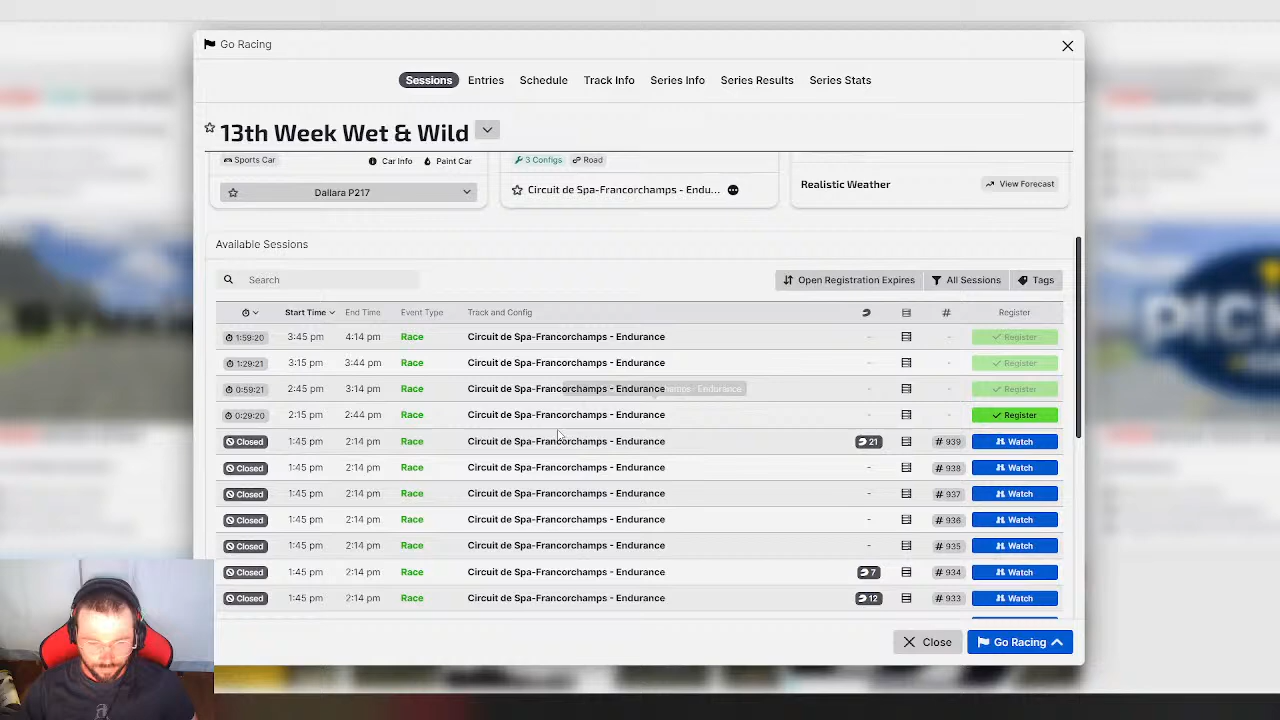 Go Racing
Sessions Entries Schedule Track Info Series Info Series Results Series Stats
13th Week Wet & Wild
Sports Car Car Info Paint Car 3 Configs Road
Dallara P217 Circuit de Spa-Francorchamps - Endu... Realistic Weather View Forecast
Available Sessions
Search Open Registration Expires All Sessions Tags
Start Time End Time Event Type Track and Config # Register
1:59:20 3:45 pm 4:14 pm Race Circuit de Spa-Francorchamps - Endurance - - Register
1:29:21 3:15 pm 3:44 pm Race Circuit de Spa-Francorchamps - Endurance - - Register
0:59:21 2:45 pm 3:14 pm Race Circuit de Spa-Francorchamps - Endurance - - Register
0:29:20 2:15 pm 2:44 pm Race Circuit de Spa-Francorchamps - Endurance - - Register
Closed 1:45 pm 2:14 pm Race Circuit de Spa-Francorchamps - Endurance 21 # 939 Watch
Closed 1:45 pm 2:14 pm Race Circuit de Spa-Francorchamps - Endurance - # 938 Watch
Closed 1:45 pm 2:14 pm Race Circuit de Spa-Francorchamps - Endurance - # 937 Watch
Closed 1:45 pm 2:14 pm Race Circuit de Spa-Francorchamps - Endurance - # 936 Watch
Closed 1:45 pm 2:14 pm Race Circuit de Spa-Francorchamps - Endurance - # 935 Watch
Closed 1:45 pm 2:14 pm Race Circuit de Spa-Francorchamps - Endurance 7 # 934 Watch
Closed 1:45 pm 2:14 pm Race Circuit de Spa-Francorchamps - Endurance 12 # 933 Watch
Close Go Racing